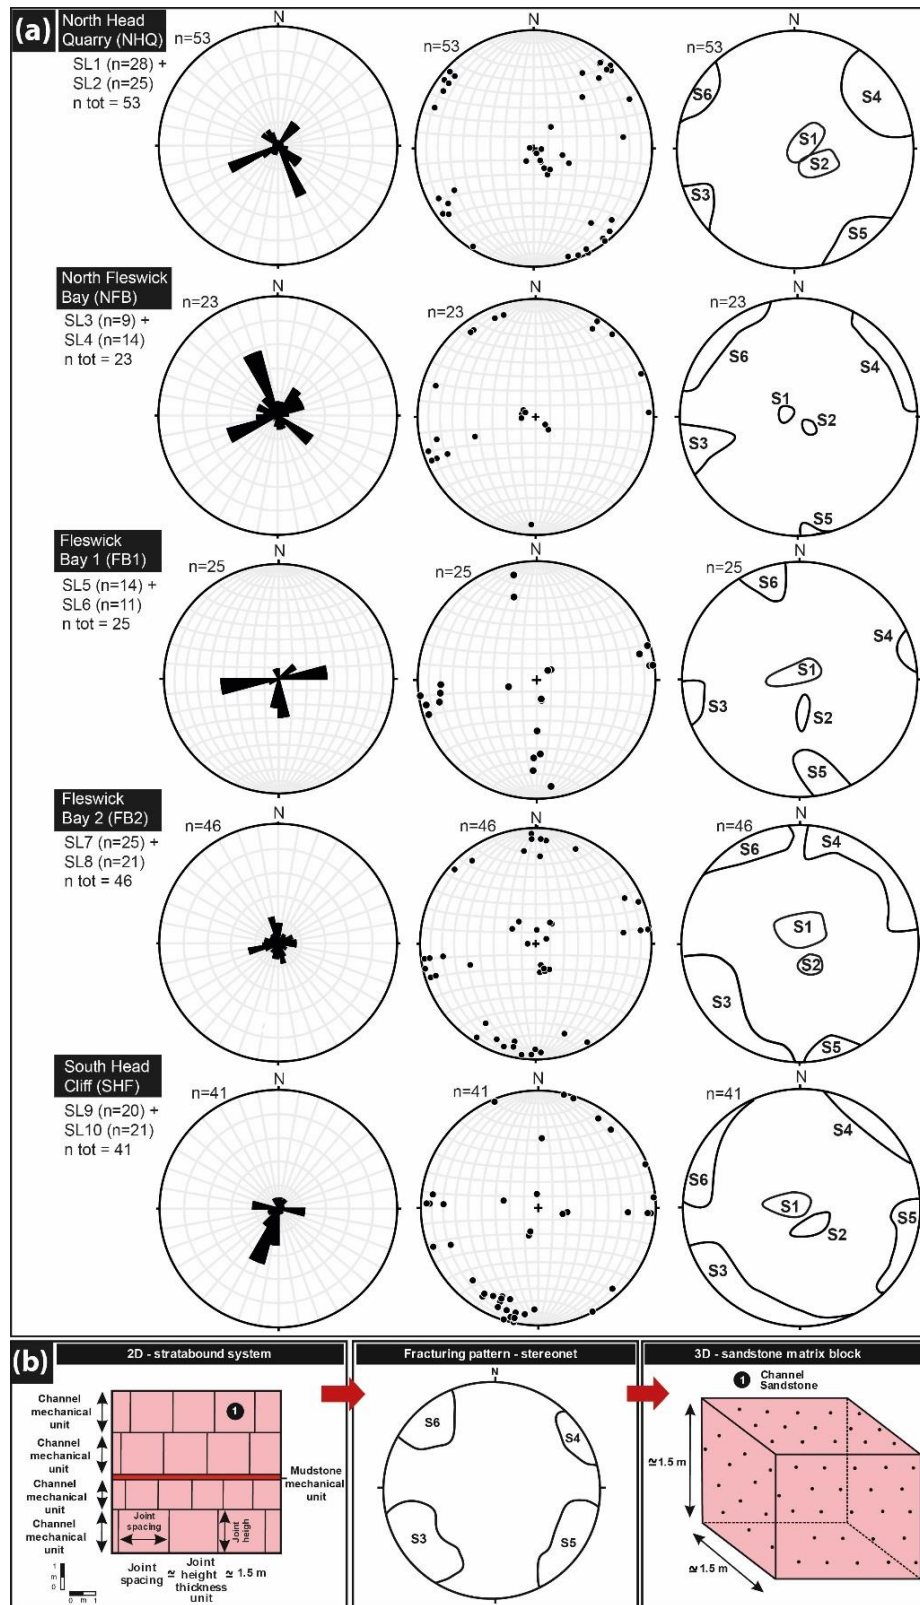 (a)
North Head
Quarry (NHQ)
SL1 (n=28) +
SL2 (n=25)
n tot = 53
N
n=53
N
n=53
N
n=53
S6
S4
S1
S2
S3
S5
North Fleswick
Bay (NFB)
SL3 (n=9) +
SL4 (n=14)
n tot = 23
N
n=23
N
n=23
N
n=23
S6
S4
S1
S2
S3
S5
Fleswick
Bay 1 (FB1)
SL5 (n=14) +
SL6 (n=11)
n tot = 25
N
n=25
N
n=25
N
n=25
S6
S4
S1
S3
S2
S5
Fleswick
Bay 2 (FB2)
SL7 (n=25) +
SL8 (n=21)
n tot = 46
N
n=46
N
n=46
N
n=46
S6
S4
S1
S2
S3
S5
South Head
Cliff (SHF)
SL9 (n=20) +
SL10 (n=21)
n tot = 41
N
n=41
N
n=41
N
n=41
S4
S6
S1
S5
S2
S3
(b)
2D - stratabound system
Channel
mechanical
unit
Channel
mechanical
unit
Channel
mechanical
unit
Channel
mechanical
unit
1
Mudstone
mechanical
unit
Joint
spacing
Joint
heigh
1
m
0
m
0 m 1
Joint
spacing
≃
Joint
height
thickness
unit
≃ 1.5 m
Fracturing pattern - stereonet
N
S6
S4
S3
S5
3D - sandstone matrix block
1 Channel
Sandstone
≃ 1.5 m
≃ 1.5 m